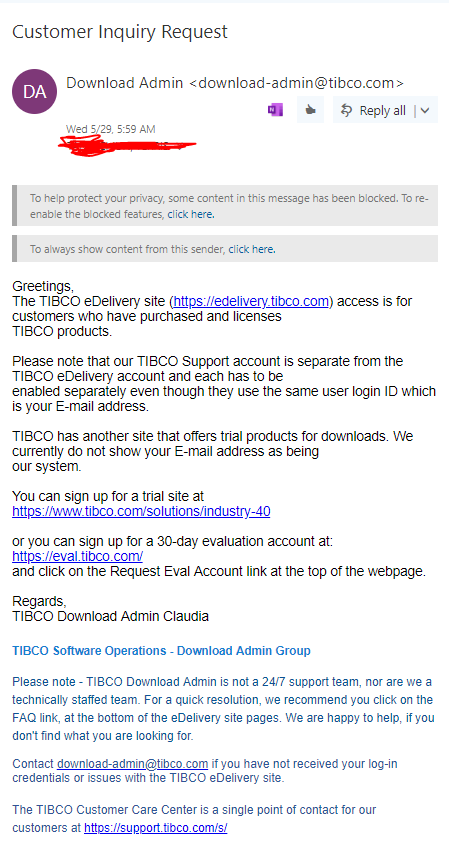 Customer Inquiry Request
DA
Download Admin <download-admin@tibco.com>
Reply all
Wed 5/29, 5:59 AM
To help protect your privacy, some content in this message has been blocked. To re-
enable the blocked features, click here.
To always show content from this sender, click here.
Greetings,
The TIBCO eDelivery site (https://edelivery.tibco.com) access is for
customers who have purchased and licenses
TIBCO products.
Please note that our TIBCO Support account is separate from the
TIBCO eDelivery account and each has to be
enabled separately even though they use the same user login ID which
is your E-mail address.
TIBCO has another site that offers trial products for downloads. We
currently do not show your E-mail address as being
our system.
You can sign up for a trial site at
https://www.tibco.com/solutions/industry-40
or you can sign up for a 30-day evaluation account at:
https://eval.tibco.com/
and click on the Request Eval Account link at the top of the webpage.
Regards,
TIBCO Download Admin Claudia
TIBCO Software Operations - Download Admin Group
Please note - TIBCO Download Admin is not a 24/7 support team, nor are we a
technically staffed team. For a quick resolution, we recommend you click on the
FAQ link, at the bottom of the eDelivery site pages. We are happy to help, if you
don't find what you are looking for.
Contact download-admin@tibco.com if you have not received your log-in
credentials or issues with the TIBCO eDelivery site.
The TIBCO Customer Care Center is a single point of contact for our
customers at https://support.tibco.com/s/